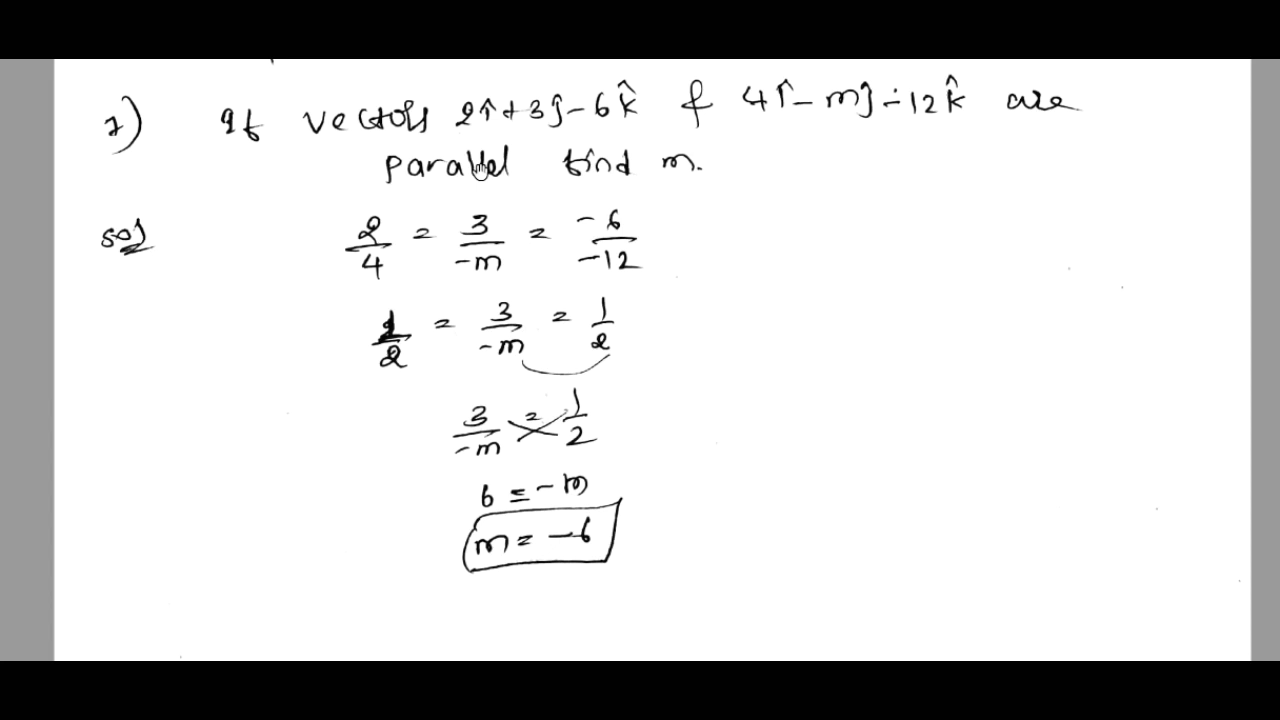 7) If vectors 2î + 3ĵ - 6k̂ & 4î - mĵ - 12k̂ are
parallel find m.
sol 2/4 = 3/-m = -6/-12
1/2 = 3/-m = 1/2
3/-m = 1/2
6 = -m
m = -6